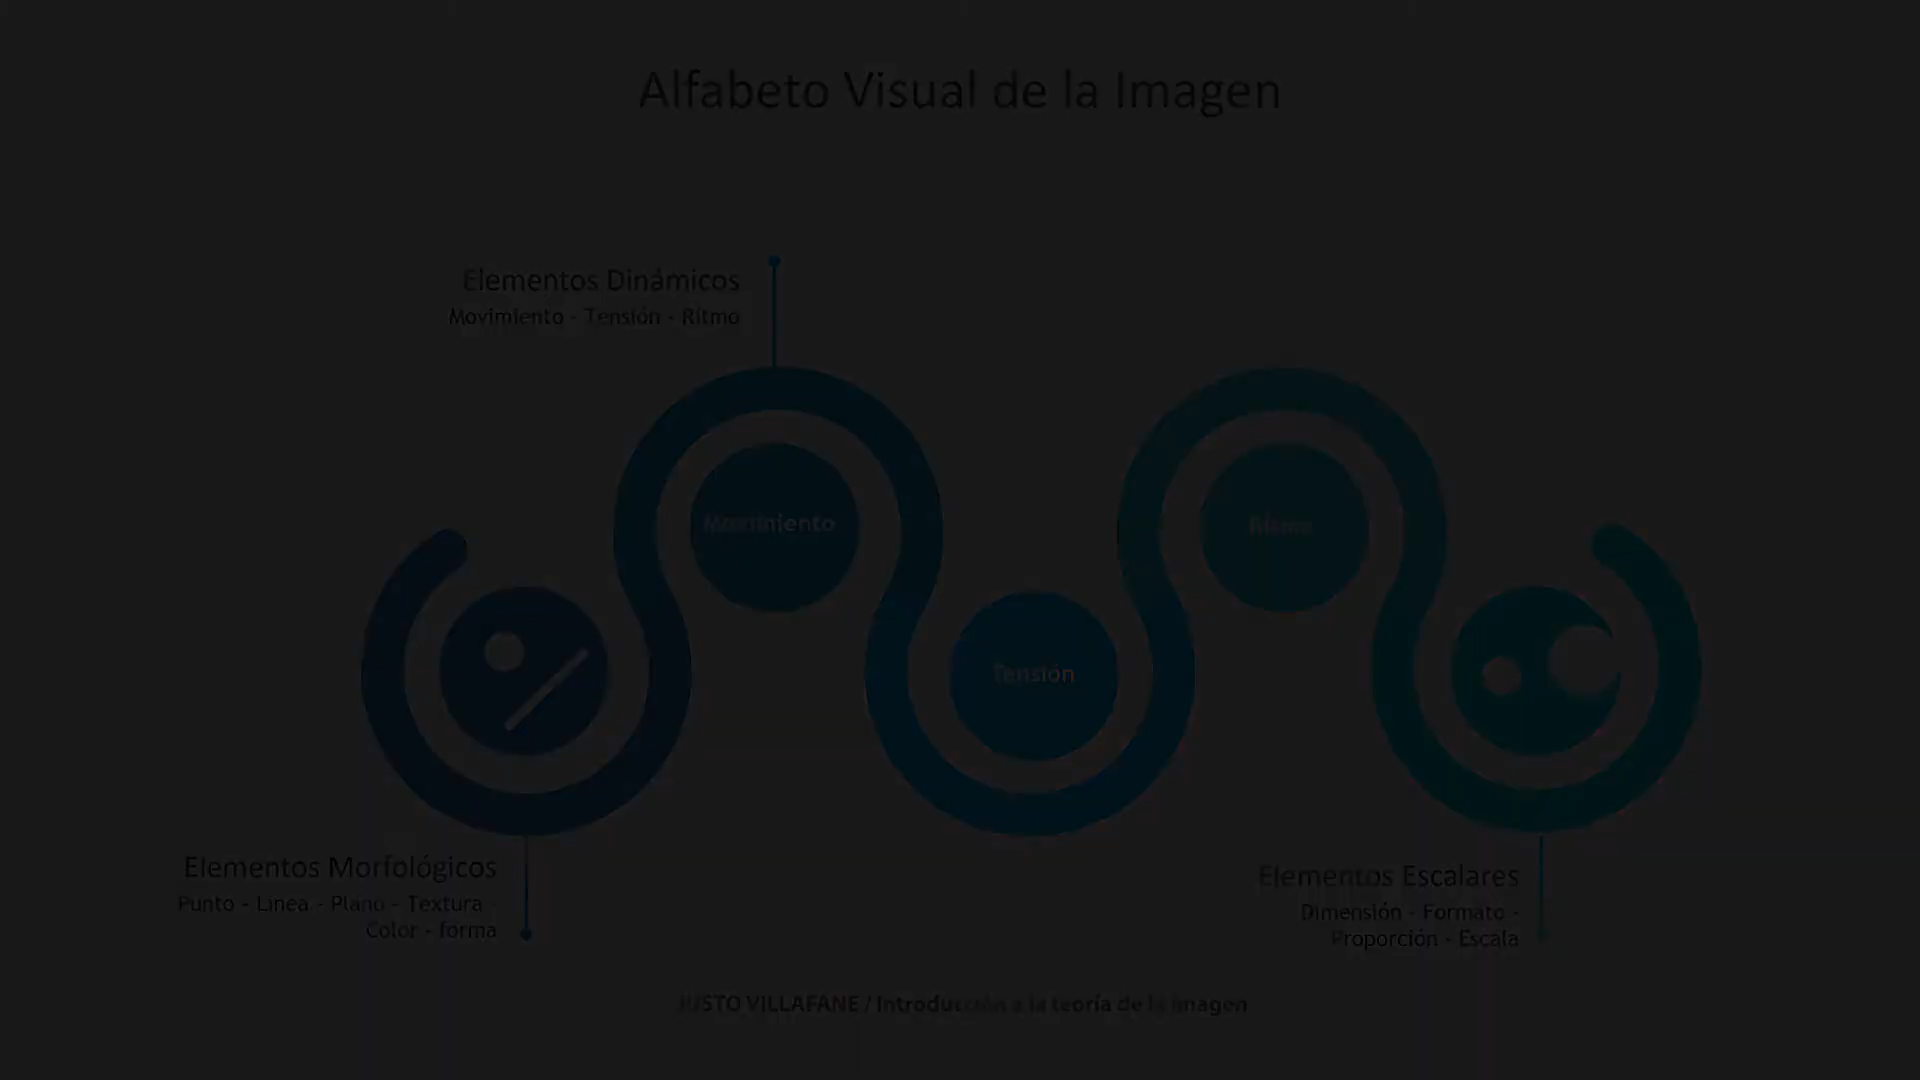 Alfabeto Visual de la Imagen
Elementos Dinámicos
Movimiento - Tensión - Ritmo
Movimiento
Ritmo
Tensión
Elementos Morfológicos
Punto - Linea - Plano - Textura -
Color - forma
Elementos Escalares
Dimensión - Formato -
Proporción - Escala
JUSTO VILLAFANE / Introducción a la teoría de la imagen